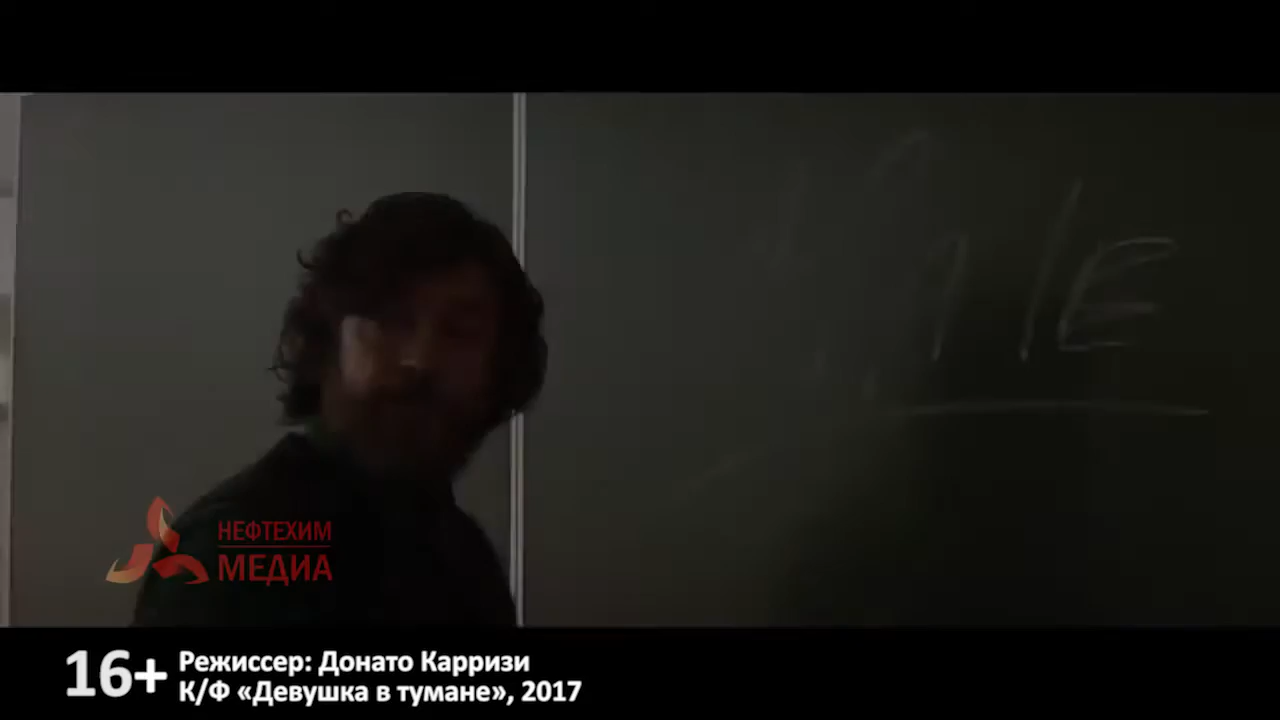 НЕФТЕХИМ
МЕДИА
16+
Режиссер: Донато Карризи
К/Ф «Девушка в тумане», 2017